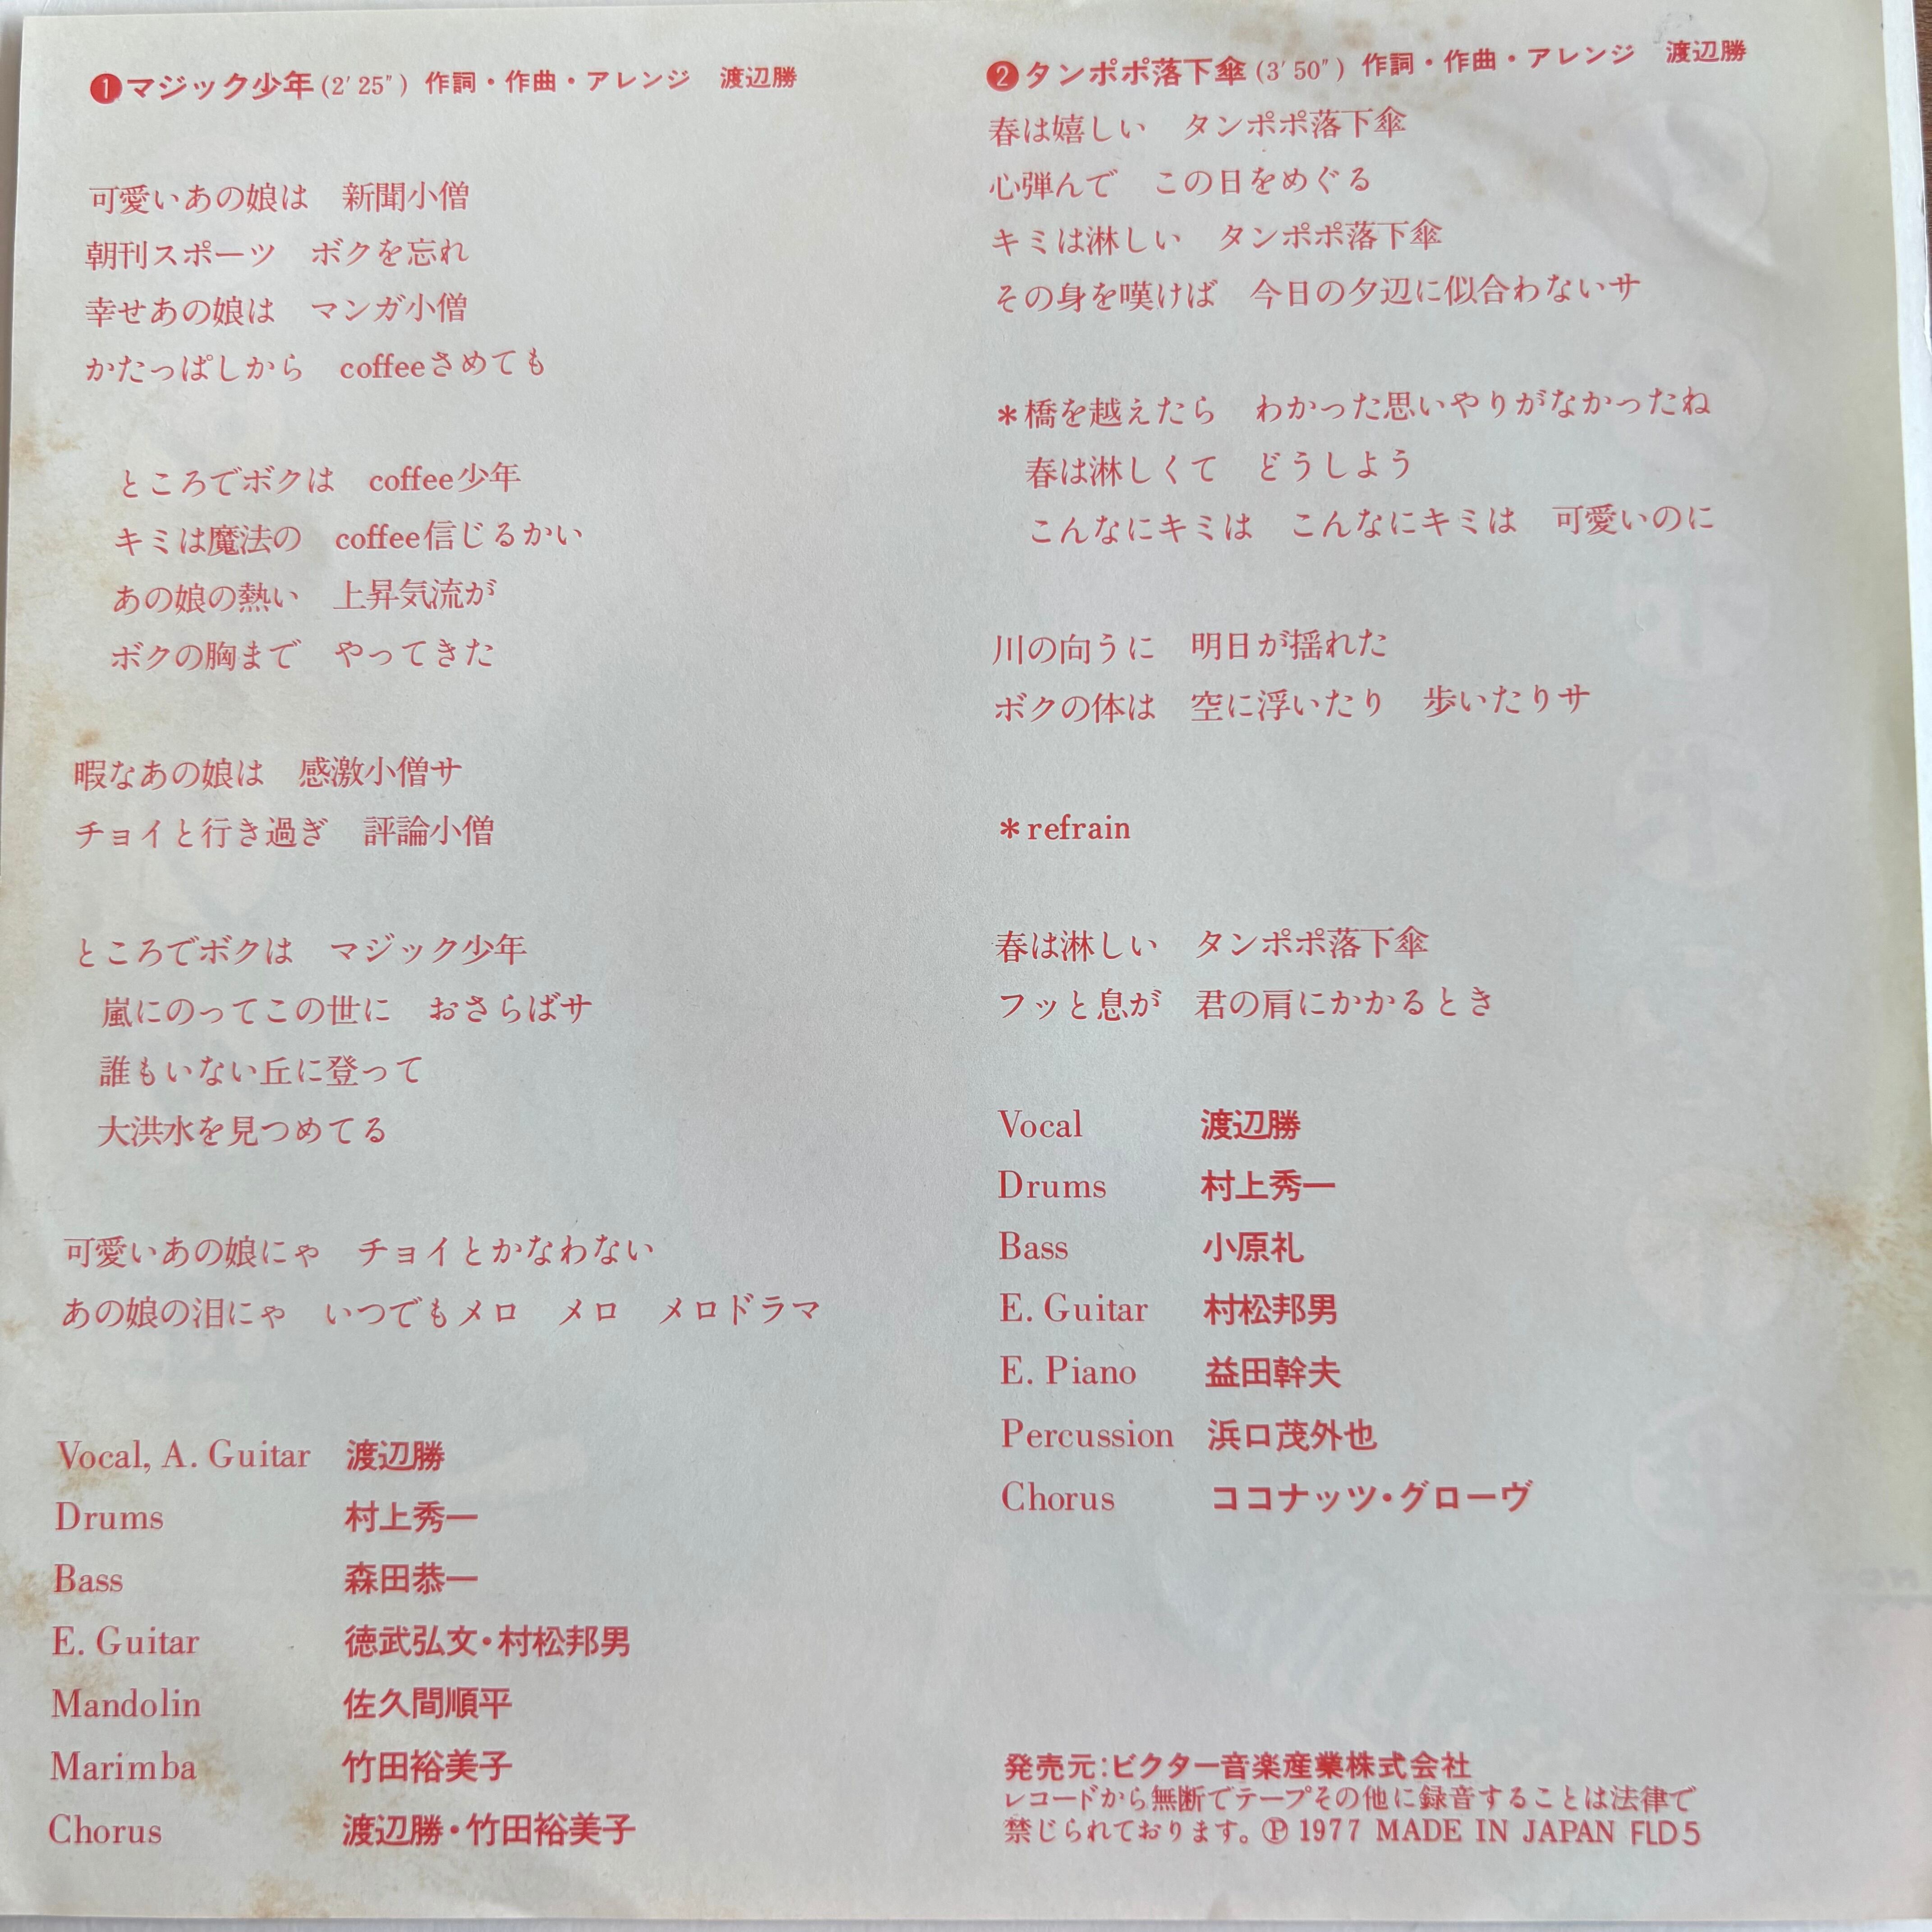 ❶マジック少年(2′25″) 作詞・作曲・アレンジ　渡辺勝
可愛いあの娘は　新聞小僧
朝刊スポーツ　ボクを忘れ
幸せあの娘は　マンガ小僧
かたっぱしから　coffeeさめても
ところでボクは　coffee少年
キミは魔法の　coffee信じるかい
あの娘の熱い　上昇気流が
ボクの胸まで　やってきた
暇なあの娘は　感激小僧サ
チョイと行き過ぎ　評論小僧
ところでボクは　マジック少年
嵐にのってこの世に　おさらばサ
誰もいない丘に登って
大洪水を見つめてる
可愛いあの娘にゃ　チョイとかなわない
あの娘の泪にゃ　いつでもメロ　メロ　メロドラマ
Vocal, A. Guitar　渡辺勝
Drums　村上秀一
Bass　森田恭一
E. Guitar　徳武弘文・村松邦男
Mandolin　佐久間順平
Marimba　竹田裕美子
Chorus　渡辺勝・竹田裕美子
❷タンポポ落下傘(3′50″) 作詞・作曲・アレンジ　渡辺勝
春は嬉しい　タンポポ落下傘
心弾んで　この日をめぐる
キミは淋しい　タンポポ落下傘
その身を嘆けば　今日の夕辺に似合わないサ
＊橋を越えたら　わかった思いやりがなかったね
春は淋しくて　どうしよう
こんなにキミは　こんなにキミは　可愛いのに
川の向うに　明日が揺れた
ボクの体は　空に浮いたり　歩いたりサ
＊refrain
春は淋しい　タンポポ落下傘
フッと息が　君の肩にかかるとき
Vocal　渡辺勝
Drums　村上秀一
Bass　小原礼
E. Guitar　村松邦男
E. Piano　益田幹夫
Percussion　浜口茂外也
Chorus　ココナッツ・グローヴ
発売元：ビクター音楽産業株式会社
レコードから無断でテープその他に録音することは法律で
禁じられております。Ⓟ 1977 MADE IN JAPAN FLD5